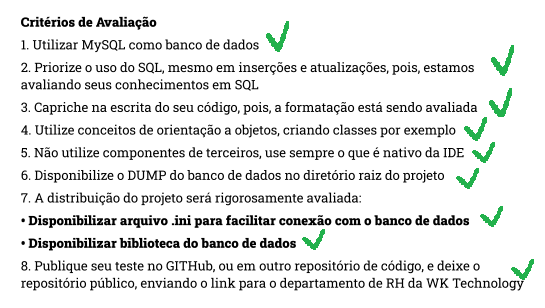 Critérios de Avaliação
1. Utilizar MySQL como banco de dados
2. Priorize o uso do SQL, mesmo em inserções e atualizações, pois, estamos
avaliando seus conhecimentos em SQL
3. Capriche na escrita do seu código, pois, a formatação está sendo avaliada
4. Utilize conceitos de orientação a objetos, criando classes por exemplo
5. Não utilize componentes de terceiros, use sempre o que é nativo da IDE
6. Disponibilize o DUMP do banco de dados no diretório raiz do projeto
7. A distribuição do projeto será rigorosamente avaliada:
• Disponibilizar arquivo .ini para facilitar conexão com o banco de dados
• Disponibilizar biblioteca do banco de dados
8. Publique seu teste no GITHub, ou em outro repositório de código, e deixe o
repositório público, enviando o link para o departamento de RH da WK Technology